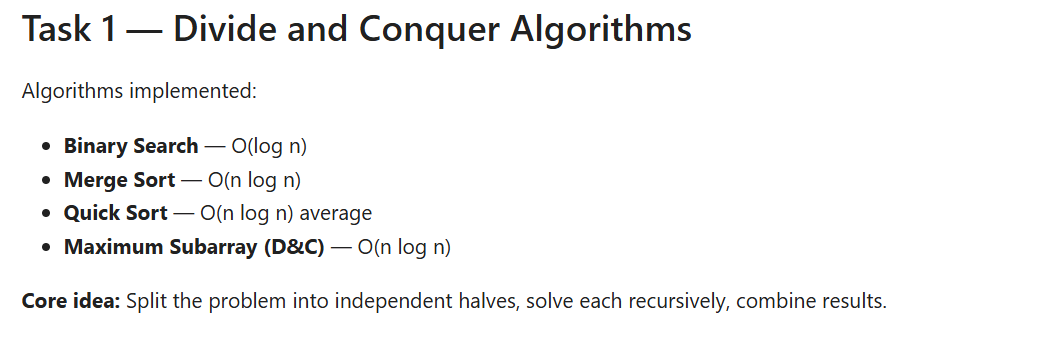 Task 1 — Divide and Conquer Algorithms
Algorithms implemented:
• Binary Search — O(log n)
• Merge Sort — O(n log n)
• Quick Sort — O(n log n) average
• Maximum Subarray (D&C) — O(n log n)
Core idea: Split the problem into independent halves, solve each recursively, combine results.